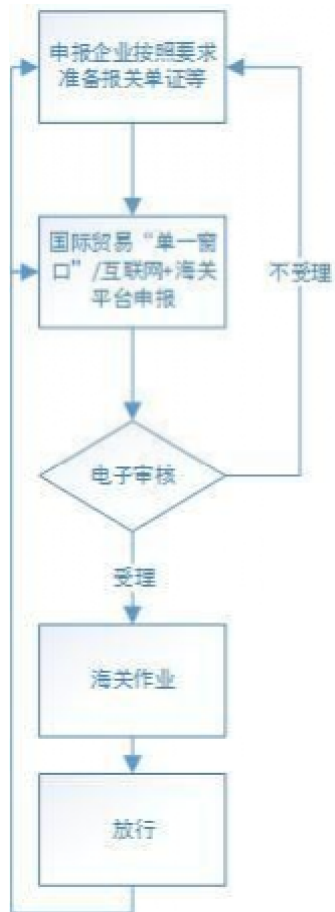 申报企业按照要求
准备报关单证等
国际贸易“单一窗
口”/互联网+海关
平台申报
不受理
电子审核
受理
海关作业
放行